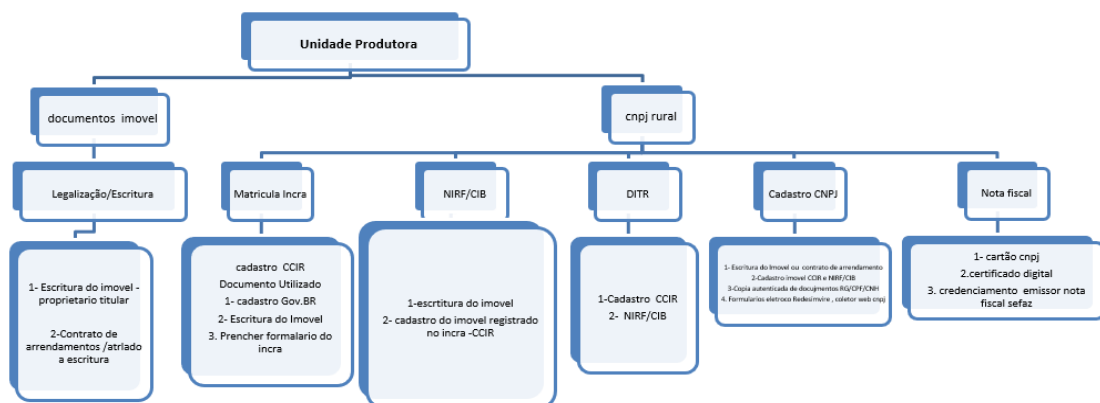 Unidade Produtora
documentos imovel
cnpj rural
Legalização/Escritura
Matricula Incra
NIRF/CIB
DITR
Cadastro CNPJ
Nota fiscal
1- Escritura do imovel -
proprietario titular
2-Contrato de
arrendamentos /atrlado
a escritura
cadastro CCIR
Documento Utilizado
1- cadastro Gov.BR
2- Escritura do Imovel
3. Prencher formalario do
incra
1-escrtitura do imovel
2- cadastro do imovel registrado
no incra -CCIR
1-Cadastro CCIR
2- NIRF/CIB
1- Escritura do Imovel ou contrato de arrendamento
2-Cadastro imovel CCIR e NIRF/CIB
3-Copia autenticada de docujmentos RG/CPF/CNH
4. Formularios eletroco Redesimvire , coletor web cnpj
1- cartão cnpj
2.certificado digital
3. credenciamento emissor nota
fiscal sefaz